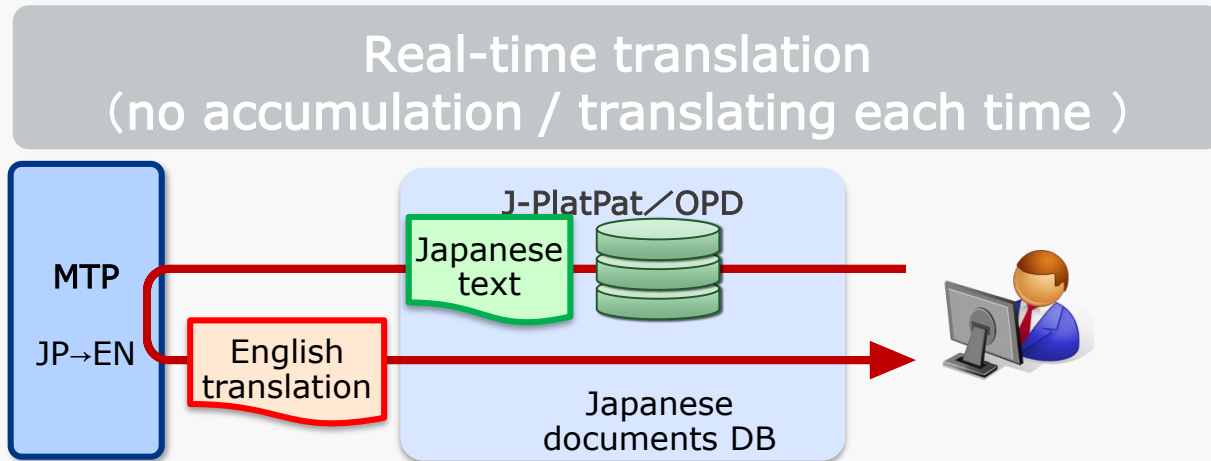 Real-time translation
（no accumulation / translating each time ）
J-PlatPat／OPD
Japanese
text
MTP
JP→EN
English
translation
Japanese
documents DB